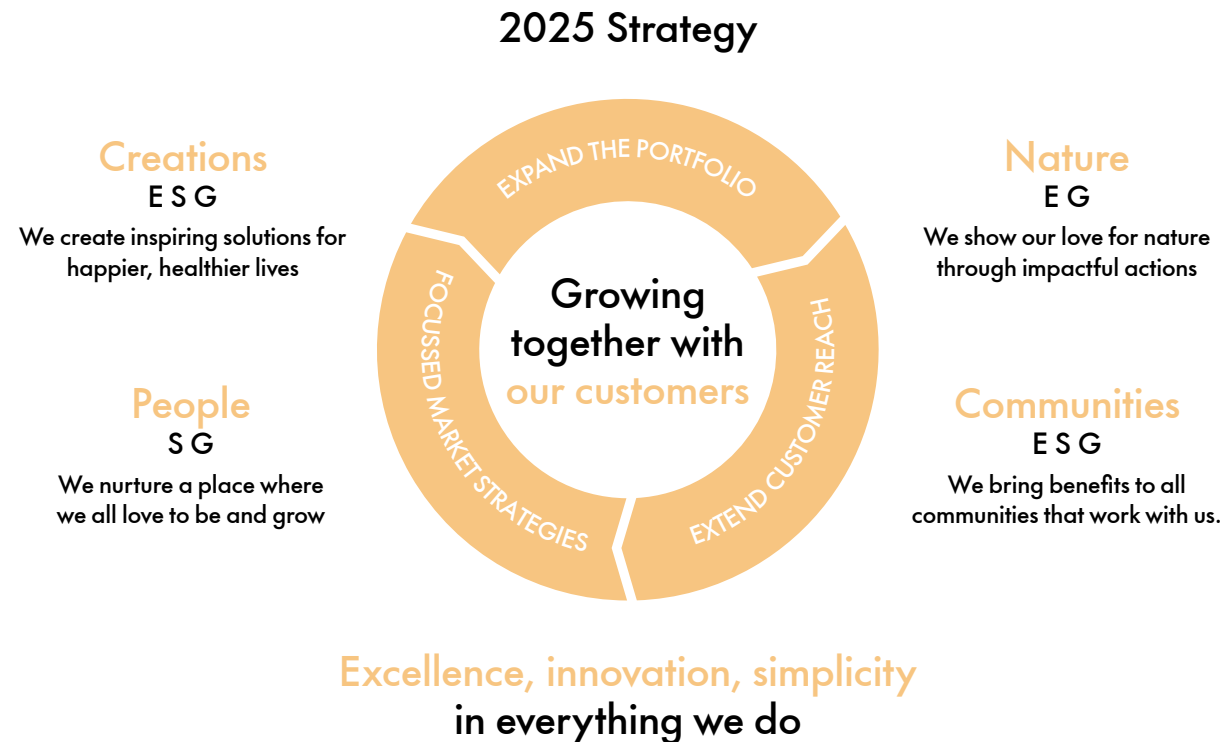 2025 Strategy
Creations
E S G
We create inspiring solutions for
happier, healthier lives
People
S G
We nurture a place where
we all love to be and grow
EXPAND THE PORTFOLIO
EXTEND CUSTOMER REACH
FOCUSSED MARKET STRATEGIES
Growing
together with
our customers
Nature
E G
We show our love for nature
through impactful actions
Communities
E S G
We bring benefits to all
communities that work with us.
Excellence, innovation, simplicity
in everything we do